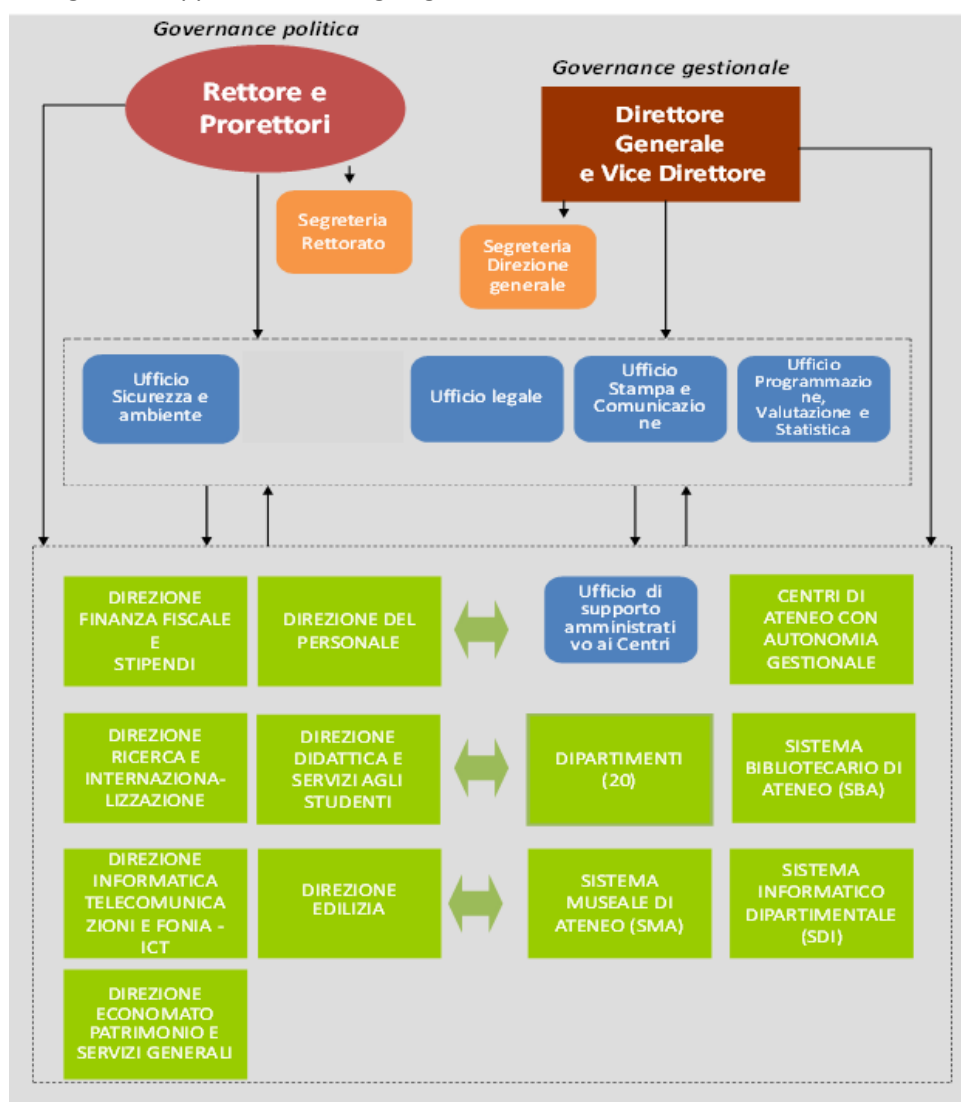 Governance politica
Governance gestionale
Rettore e
Prorettori
Direttore
Generale
e Vice Direttore
Segreteria
Rettorato
Segreteria
Direzione
generale
Ufficio
Sicurezza e
ambiente
Ufficio legale
Ufficio
Stampa e
Comunicazio
ne
Ufficio
Programmazio
ne,
Valutazione e
Statistica
DIREZIONE
FINANZA FISCALE
E
STIPENDI
DIREZIONE DEL
PERSONALE
Ufficio di
supporto
amministrati
vo ai Centri
CENTRI DI
ATENEO CON
AUTONOMIA
GESTIONALE
DIREZIONE
RICERCA E
INTERNAZIONA-
LIZZAZIONE
DIREZIONE
DIDATTICA E
SERVIZI AGLI
STUDENTI
DIPARTIMENTI
(20)
SISTEMA
BIBLIOTECARIO DI
ATENEO (SBA)
DIREZIONE
INFORMATICA
TELECOMUNICA
ZIONI E FONIA -
ICT
DIREZIONE
EDILIZIA
SISTEMA
MUSEALE DI
ATENEO (SMA)
SISTEMA
INFORMATICO
DIPARTIMENTALE
(SDI)
DIREZIONE
ECONOMATO
PATRIMONIO E
SERVIZI GENERALI